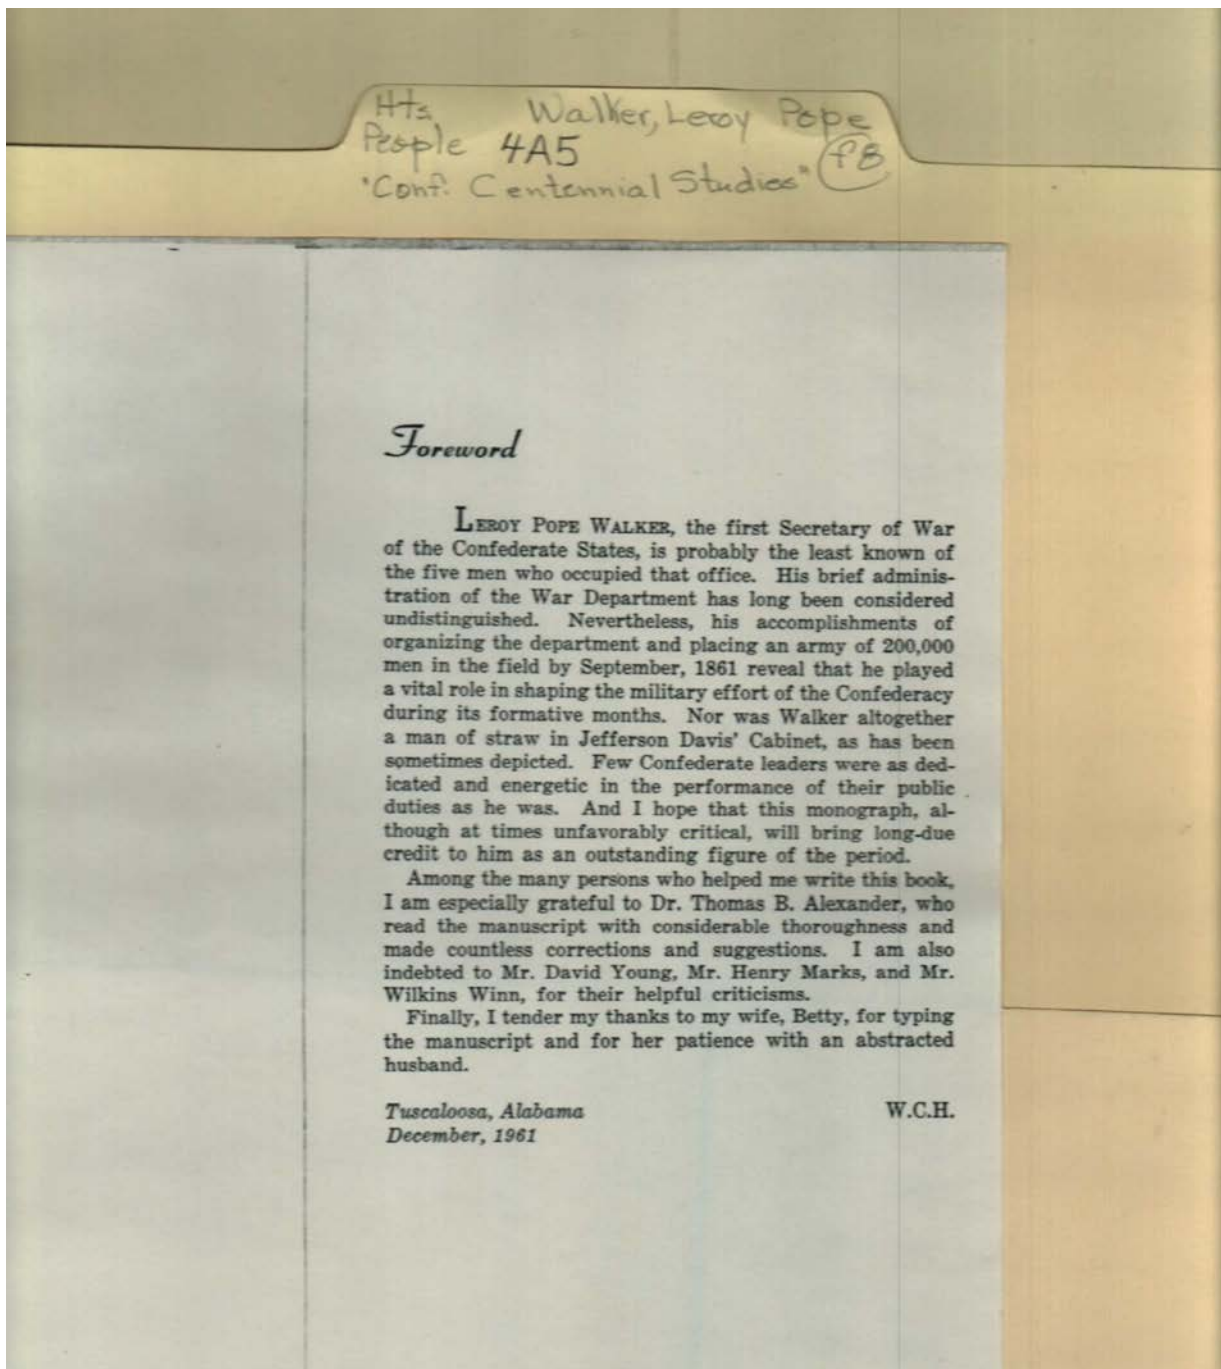 Hts. Walker, Leroy Pope
People 4A5 f8
"Conf. Centennial Studies"
Foreword
LEROY POPE WALKER, the first Secretary of War
of the Confederate States, is probably the least known of
the five men who occupied that office. His brief adminis-
tration of the War Department has long been considered
undistinguished. Nevertheless, his accomplishments of
organizing the department and placing an army of 200,000
men in the field by September, 1861 reveal that he played
a vital role in shaping the military effort of the Confederacy
during its formative months. Nor was Walker altogether
a man of straw in Jefferson Davis' Cabinet, as has been
sometimes depicted. Few Confederate leaders were as ded-
icated and energetic in the performance of their public
duties as he was. And I hope that this monograph, al-
though at times unfavorably critical, will bring long-due
credit to him as an outstanding figure of the period.
Among the many persons who helped me write this book,
I am especially grateful to Dr. Thomas B. Alexander, who
read the manuscript with considerable thoroughness and
made countless corrections and suggestions. I am also
indebted to Mr. David Young, Mr. Henry Marks, and Mr.
Wilkins Winn, for their helpful criticisms.
Finally, I tender my thanks to my wife, Betty, for typing
the manuscript and for her patience with an abstracted
husband.
Tuscaloosa, Alabama W.C.H.
December, 1961